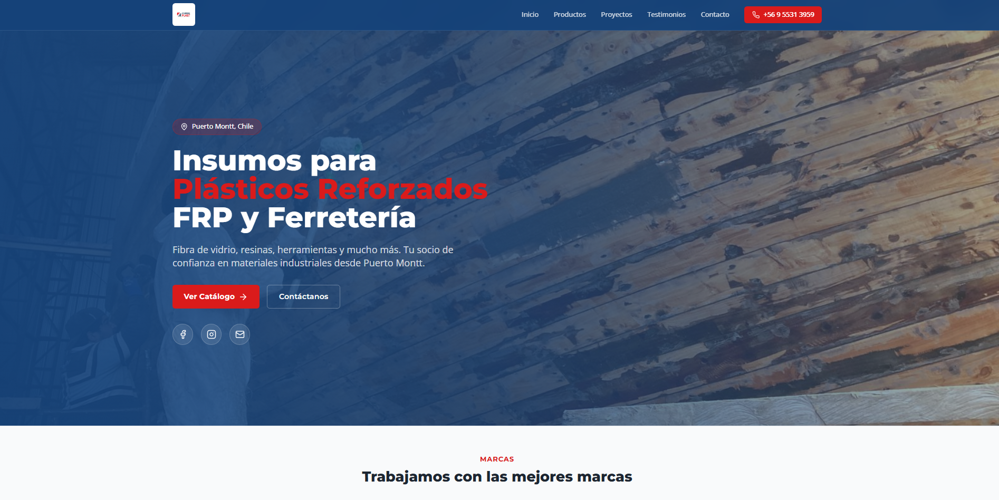 Inicio
Productos
Proyectos
Testimonios
Contacto
+56 9 5531 3959
Puerto Montt, Chile
Insumos para
Plásticos Reforzados
FRP y Ferretería
Fibra de vidrio, resinas, herramientas y mucho más. Tu socio de
confianza en materiales industriales desde Puerto Montt.
Ver Catálogo
Contáctanos
MARCAS
Trabajamos con las mejores marcas